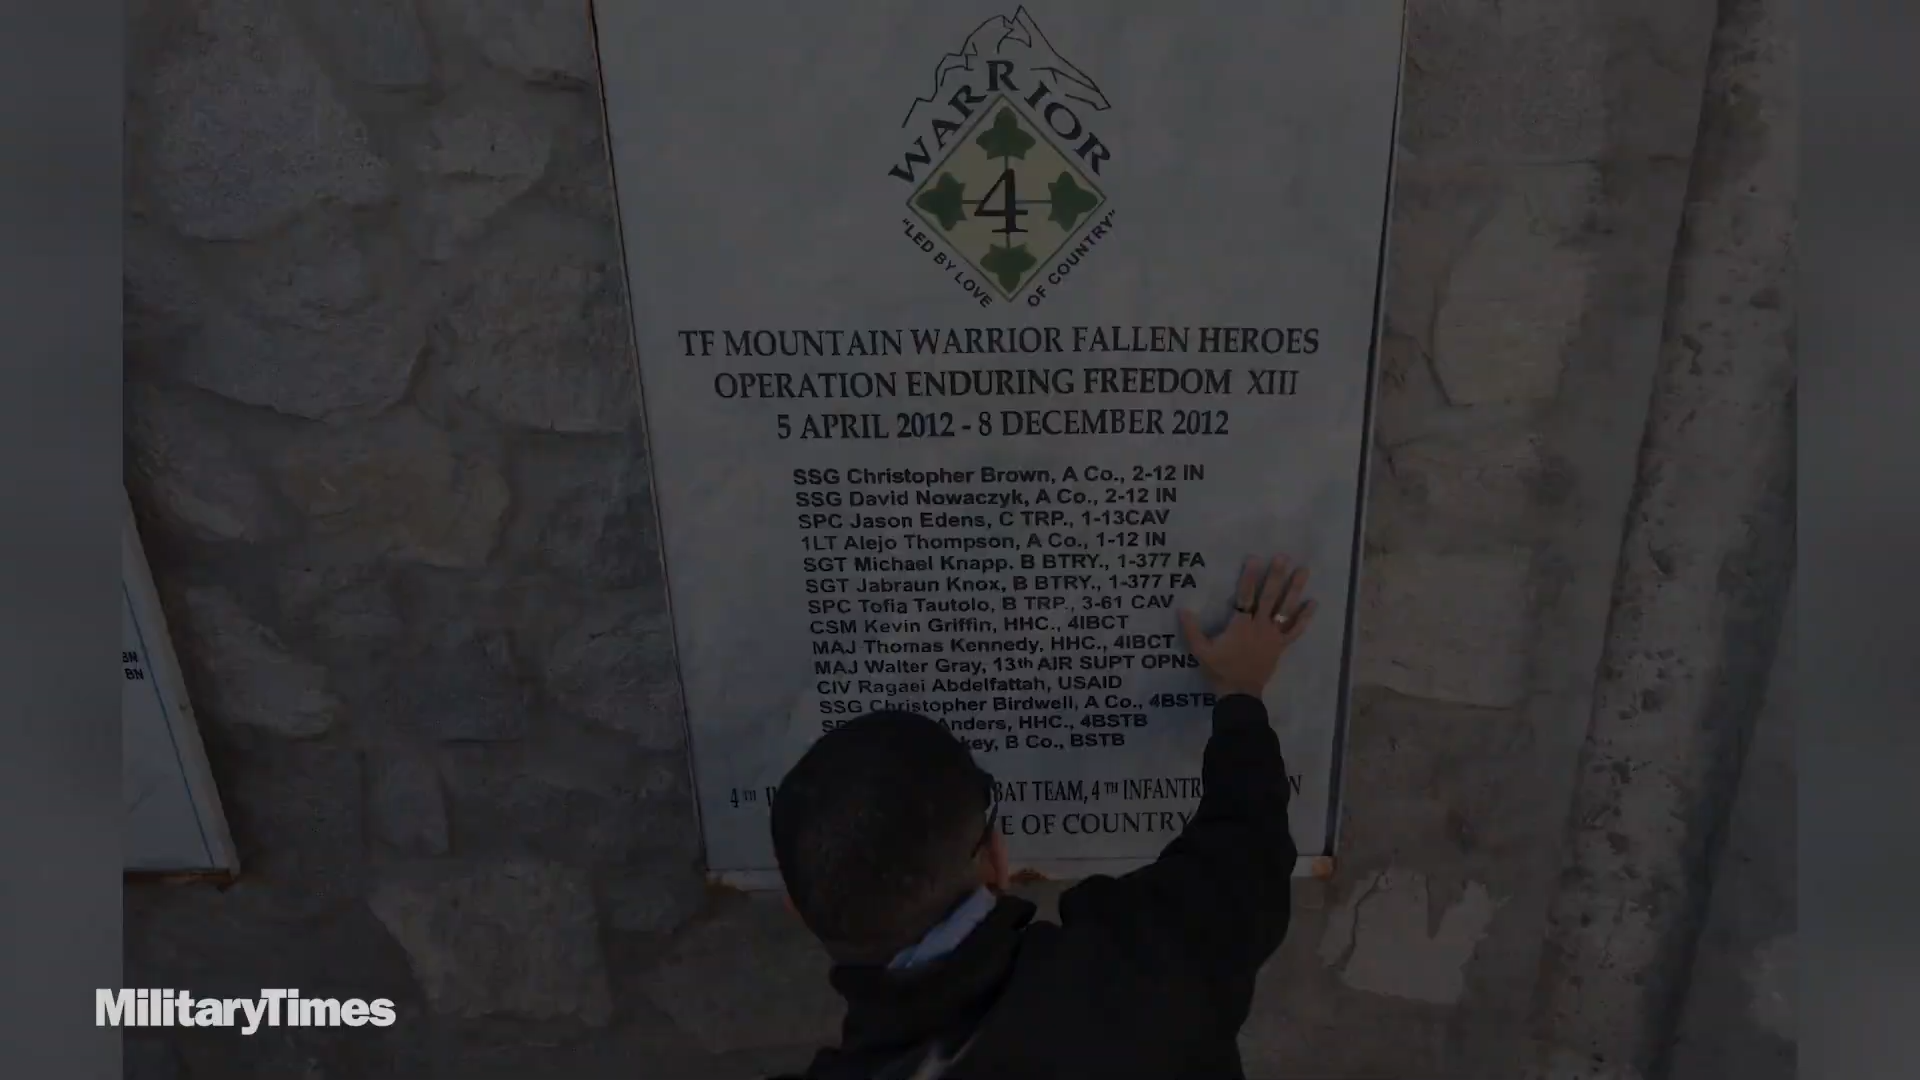 WARRIOR
4
"LED BY LOVE OF COUNTRY"
TF MOUNTAIN WARRIOR FALLEN HEROES
OPERATION ENDURING FREEDOM XIII
5 APRIL 2012 - 8 DECEMBER 2012
SSG Christopher Brown, A Co., 2-12 IN
SSG David Nowaczyk, A Co., 2-12 IN
SPC Jason Edens, C TRP., 1-13CAV
1LT Alejo Thompson, A Co., 1-12 IN
SGT Michael Knapp. B BTRY., 1-377 FA
SGT Jabraun Knox, B BTRY., 1-377 FA
SPC Tofia Tautolo, B TRP., 3-61 CAV
CSM Kevin Griffin, HHC., 4IBCT
MAJ Thomas Kennedy, HHC., 4IBCT
MAJ Walter Gray, 13th AIR SUPT OPNS
CIV Ragaei Abdelfattah, USAID
SSG Christopher Birdwell, A Co., 4BSTB
Anders, HHC., 4BSTB
key, B Co., BSTB
4TH BAT TEAM, 4TH INFANTR
E OF COUNTRY
BN
BN
MilitaryTimes